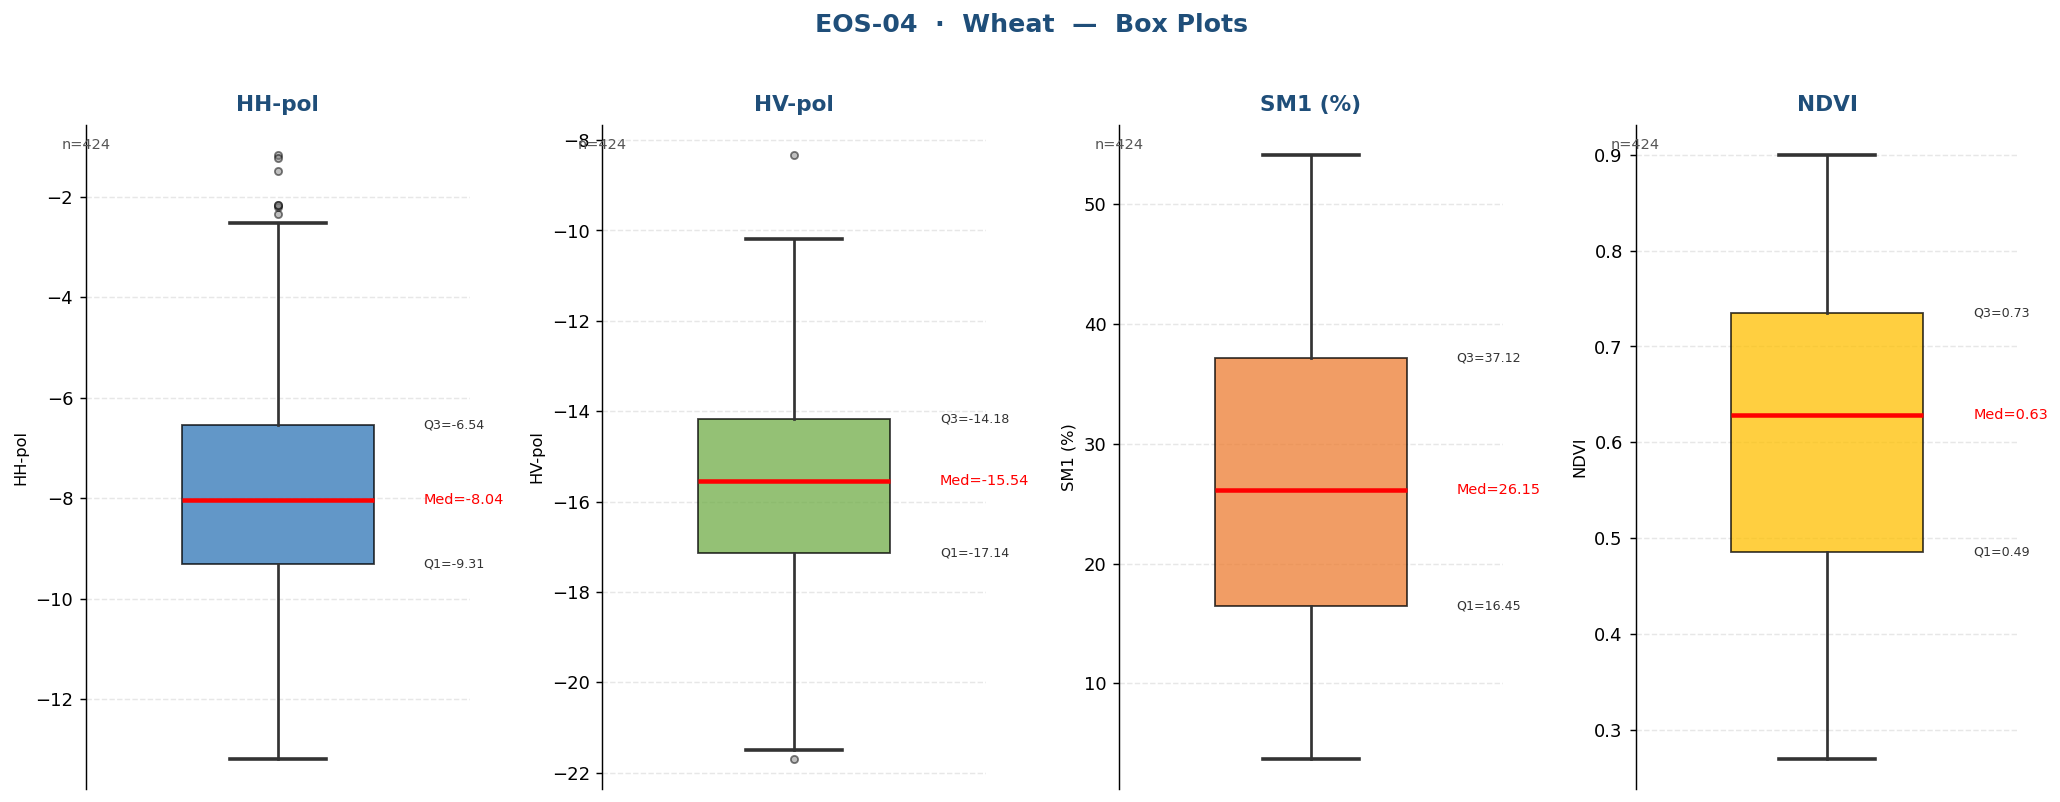 EOS-04 · Wheat — Box Plots
HH-pol
n=424
−2
−4
−6
−8
−10
−12
HH-pol
Q3=-6.54
Med=-8.04
Q1=-9.31
HV-pol
n=424
−8
−10
−12
−14
−16
−18
−20
−22
HV-pol
Q3=-14.18
Med=-15.54
Q1=-17.14
SM1 (%)
n=424
50
40
30
20
10
SM1 (%)
Q3=37.12
Med=26.15
Q1=16.45
NDVI
n=424
0.9
0.8
0.7
0.6
0.5
0.4
0.3
NDVI
Q3=0.73
Med=0.63
Q1=0.49